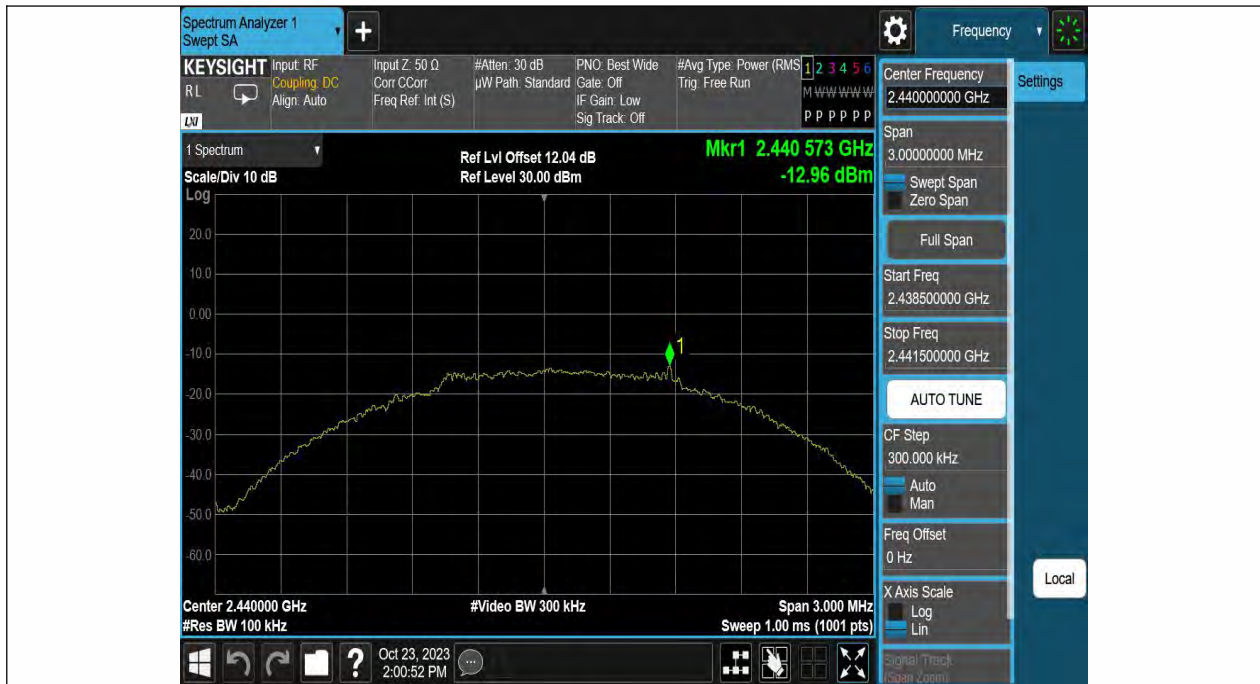 Spectrum Analyzer 1
Swept SA
+
Frequency
KEYSIGHT
RL
LXI
Input: RF
Coupling: DC
Align: Auto
Input Z: 50 Ω
Corr CCorr
Freq Ref: Int (S)
#Atten: 30 dB
µW Path: Standard
PNO: Best Wide
Gate: Off
IF Gain: Low
Sig Track: Off
#Avg Type: Power (RMS
Trig: Free Run
1 2 3 4 5 6
M W W W W W
P P P P P P
1 Spectrum
Scale/Div 10 dB
Log
Ref Lvl Offset 12.04 dB
Ref Level 30.00 dBm
Mkr1 2.440 573 GHz
-12.96 dBm
20.0
10.0
0.00
-10.0
-20.0
-30.0
-40.0
-50.0
-60.0
1
Center 2.440000 GHz
#Res BW 100 kHz
#Video BW 300 kHz
Span 3.000 MHz
Sweep 1.00 ms (1001 pts)
Center Frequency
2.440000000 GHz
Settings
Span
3.00000000 MHz
Swept Span
Zero Span
Full Span
Start Freq
2.438500000 GHz
Stop Freq
2.441500000 GHz
AUTO TUNE
CF Step
300.000 kHz
Auto
Man
Freq Offset
0 Hz
X Axis Scale
Log
Lin
Signal Track
(Span Zoom)
Local
?
Oct 23, 2023
2:00:52 PM